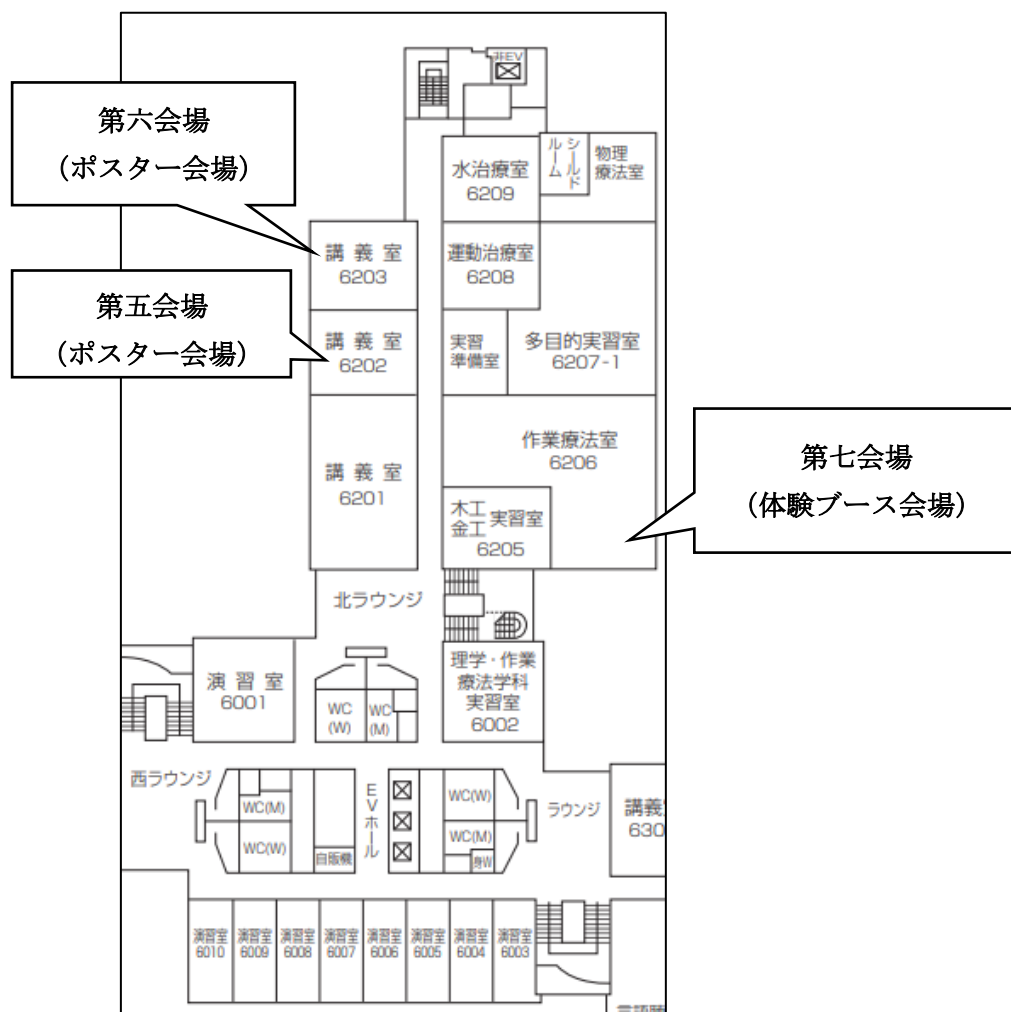 非EV
第六会場
（ポスター会場）
水治療室
6209
シールド
ルーム
物理
療法室
講義室
6203
運動治療室
6208
第五会場
（ポスター会場）
講義室
6202
実習
準備室
多目的実習室
6207-1
第七会場
（体験ブース会場）
作業療法室
6206
講義室
6201
木工
金工
実習室
6205
北ラウンジ
演習室
6001
WC
(W)
WC
(M)
理学・作業
療法学科
実習室
6002
西ラウンジ
WC(M)
WC(W)
自販機
EVホール
WC(W)
WC(M)
身W
ラウンジ
講義
630
演習室
6010
演習室
6009
演習室
6008
演習室
6007
演習室
6006
演習室
6005
演習室
6004
演習室
6003